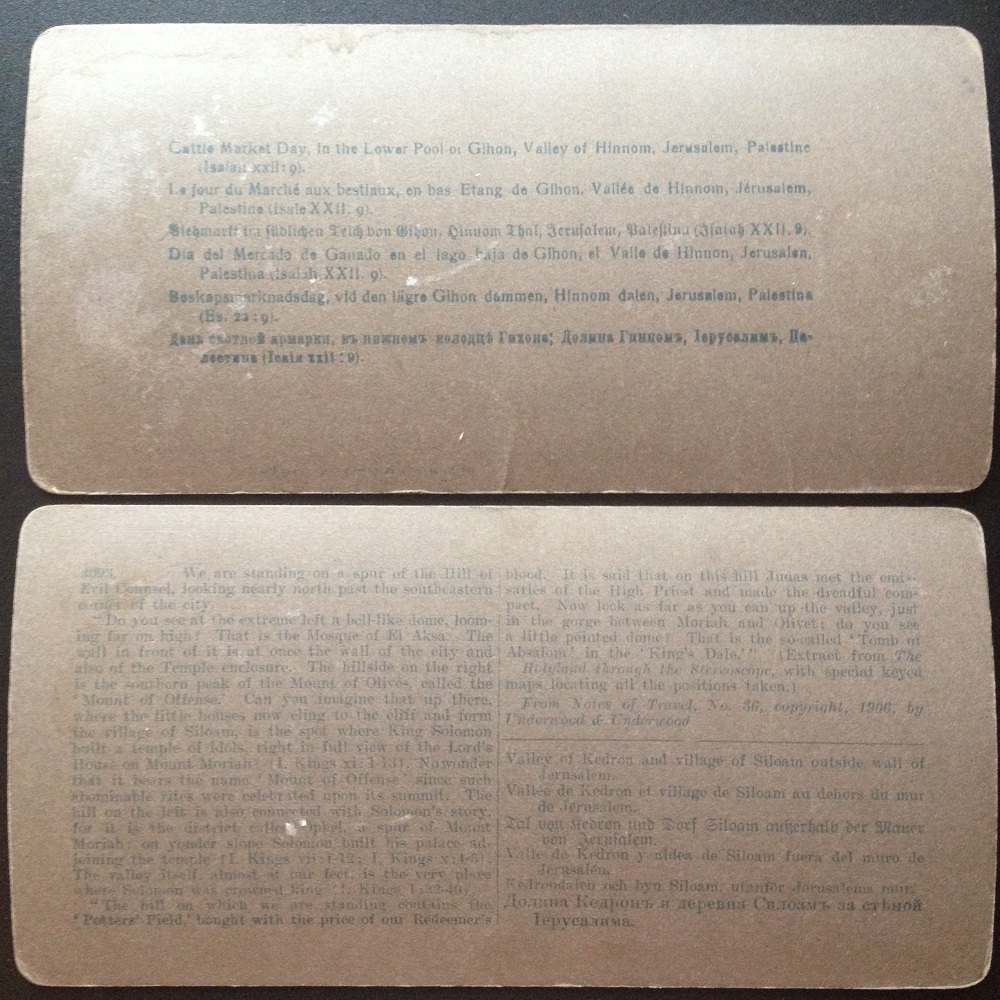 Cattle Market Day, in the Lower Pool of Gihon, Valley of Hinnom, Jerusalem, Palestine
(Isaiah xxii: 9).
Le jour du Marché aux bestiaux, en bas Etang de Gihon, Vallée de Hinnom, Jérusalem,
Palestine (Isaie XXII. 9).
Viehmarkt im südlichen Teich von Gihon, Hinnom Thal, Jerusalem, Palestina (Jsaiah XXII. 9).
Dia del Mercado de Ganado en el lago baja de Gihon, el Valle de Hinnon, Jerusalen,
Palestina (Isaiah XXII. 9).
Boskapsmarknadsdag, vid den lägre Gihon dammen, Hinnom dalen, Jerusalem, Palestina
(Es. 22:9).
День скотной ярмарки, въ нижнемъ колодцѣ Гихона; Долина Гинномъ, Іерусалимъ, Па-
лестина (Ісаія xxii: 9).
We are standing on a spur of the Hill of
Evil Counsel, looking nearly north past the southeastern
corner of the city.
"Do you see at the extreme left a bell-like dome, loom-
ing far on high? That is the Mosque of El Aksa. The
wall in front of it is at once the wall of the city and
also of the Temple enclosure. The hillside on the right
is the southern peak of the Mount of Olives, called the
'Mount of Offense.' Can you imagine that up there,
where the little houses now cling to the cliff and form
the village of Siloam, is the spot where King Solomon
built a temple of idols, right in full view of the Lord's
House on Mount Moriah? (I. Kings xi: 1-13). No wonder
that it bears the name 'Mount of Offense' since such
abominable rites were celebrated upon its summit. The
hill on the left is also connected with Solomon's story,
for it is the district called Ophel, a spur of Mount
Moriah; on yonder slope Solomon built his palace ad-
joining the temple (I. Kings vii: 1-12; I. Kings x: 4-5).
The valley itself, almost at our feet, is the very place
where Solomon was crowned king (I. Kings 1:32-40).
"The hill on which we are standing contains the
'Potters' Field,' bought with the price of our Redeemer's
blood. It is said that on this hill Judas met the emis-
saries of the High Priest and made the dreadful com-
pact. Now look as far as you can up the valley, just
in the gorge between Moriah and Olivet; do you see
a little pointed dome? That is the so-called 'Tomb of
Absalom' in the 'King's Dale.'" (Extract from The
Holyland through the Stereoscope, with special keyed
maps locating all the positions taken.)
From Notes of Travel, No. 36, copyright, 1906, by
Underwood & Underwood
Valley of Kedron and village of Siloam outside wall of
Jerusalem.
Vallée de Kedron et village de Siloam au dehors du mur
de Jérusalem.
Tal von Kedron und Dorf Siloam außerhalb der Mauer
von Jerusalem.
Valle de Kedron y aldea de Siloam fuera del muro de
Jerusalén.
Kedrondalen och byn Siloam, utanför Jerusalems mur.
Долина Кедронъ и деревня Силоамъ за стѣной
Іерусалима.